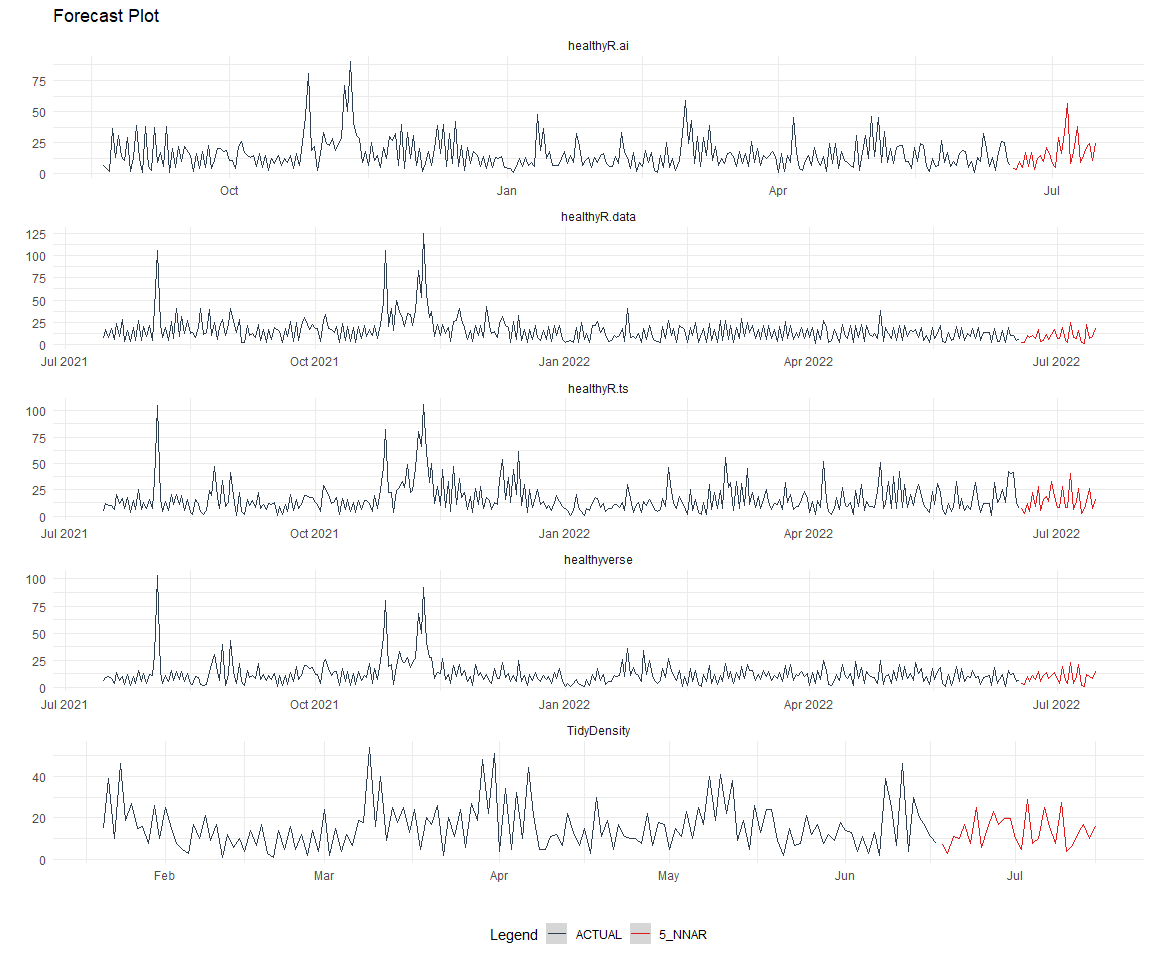 Forecast Plot
healthyR.ai
75
50
25
0
Oct Jan Apr Jul
healthyR.data
125
100
75
50
25
0
Jul 2021 Oct 2021 Jan 2022 Apr 2022 Jul 2022
healthyR.ts
100
75
50
25
0
Jul 2021 Oct 2021 Jan 2022 Apr 2022 Jul 2022
healthyverse
100
75
50
25
0
Jul 2021 Oct 2021 Jan 2022 Apr 2022 Jul 2022
TidyDensity
40
20
0
Feb Mar Apr May Jun Jul
Legend ACTUAL 5_NNAR